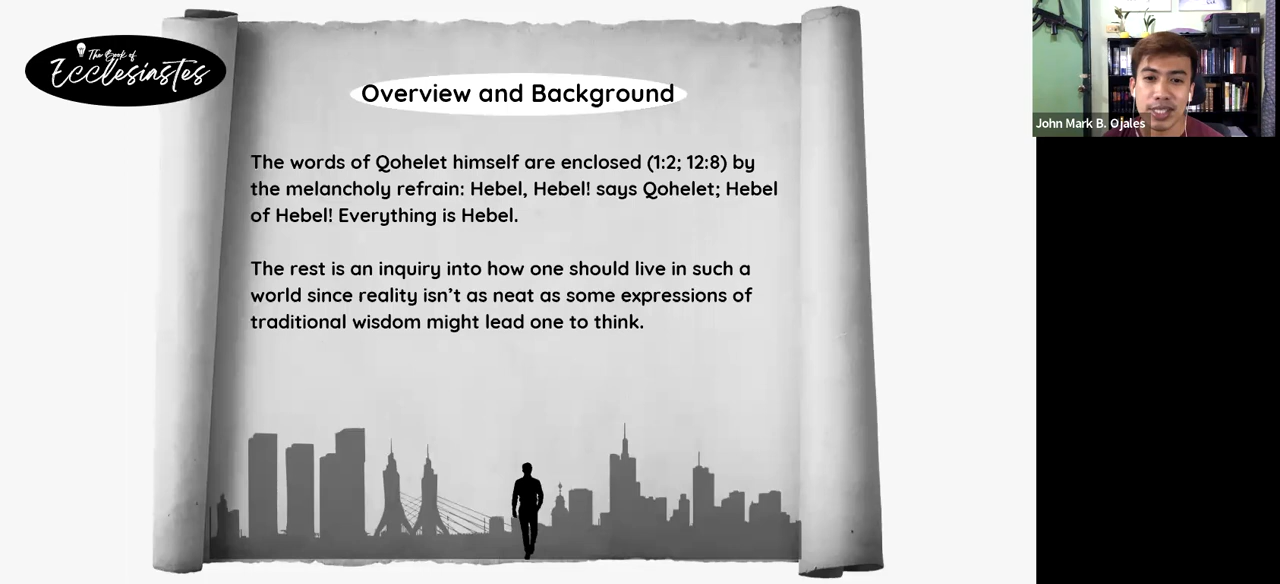 The Book of
Ecclesiastes
Overview and Background
The words of Qohelet himself are enclosed (1:2; 12:8) by
the melancholy refrain: Hebel, Hebel! says Qohelet; Hebel
of Hebel! Everything is Hebel.
The rest is an inquiry into how one should live in such a
world since reality isn't as neat as some expressions of
traditional wisdom might lead one to think.
John Mark B. Ojales